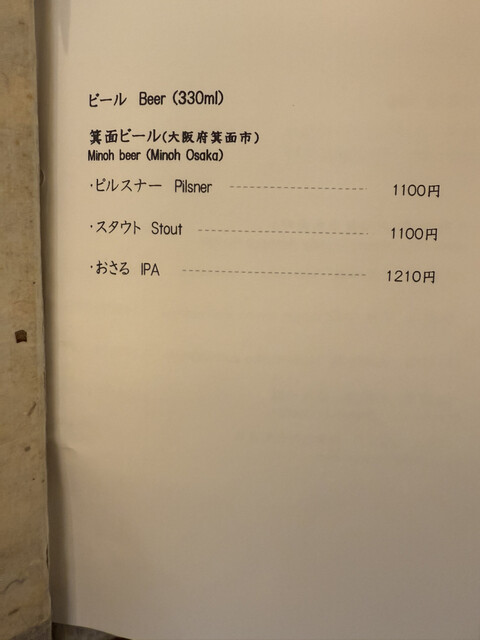 ビール Beer (330ml)
箕面ビール(大阪府箕面市)
Minoh beer (Minoh Osaka)
・ピルスナー Pilsner ---------------------- 1100円
・スタウト Stout --------------------------- 1100円
・おさる IPA ----------------------------- 1210円